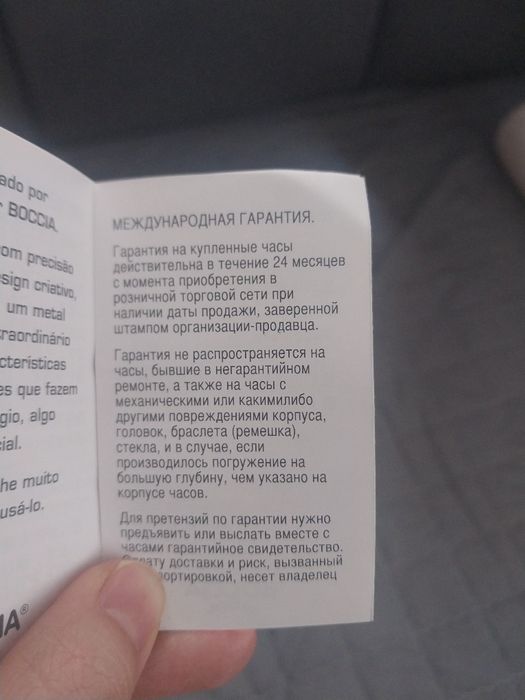 ado por
BOCCIA,
om precisão
sign criativo,
um metal
raordinário
cterísticas
es que fazem
gio, algo
ial.
he muito
usá-lo.
IA®
МЕЖДУНАРОДНАЯ ГАРАНТИЯ.
Гарантия на купленные часы
действительна в течение 24 месяцев
с момента приобретения в
розничной торговой сети при
наличии даты продажи, заверенной
штампом организации-продавца.
Гарантия не распространяется на
часы, бывшие в негарантийном
ремонте, а также на часы с
механическими или какимилибо
другими повреждениями корпуса,
головок, браслета (ремешка),
стекла, и в случае, если
производилось погружение на
большую глубину, чем указано на
корпусе часов.
Для претензий по гарантии нужно
предъявить или выслать вместе с
часами гарантийное свидетельство.
доставки и риск, вызванный
ортировкой, несет владелец